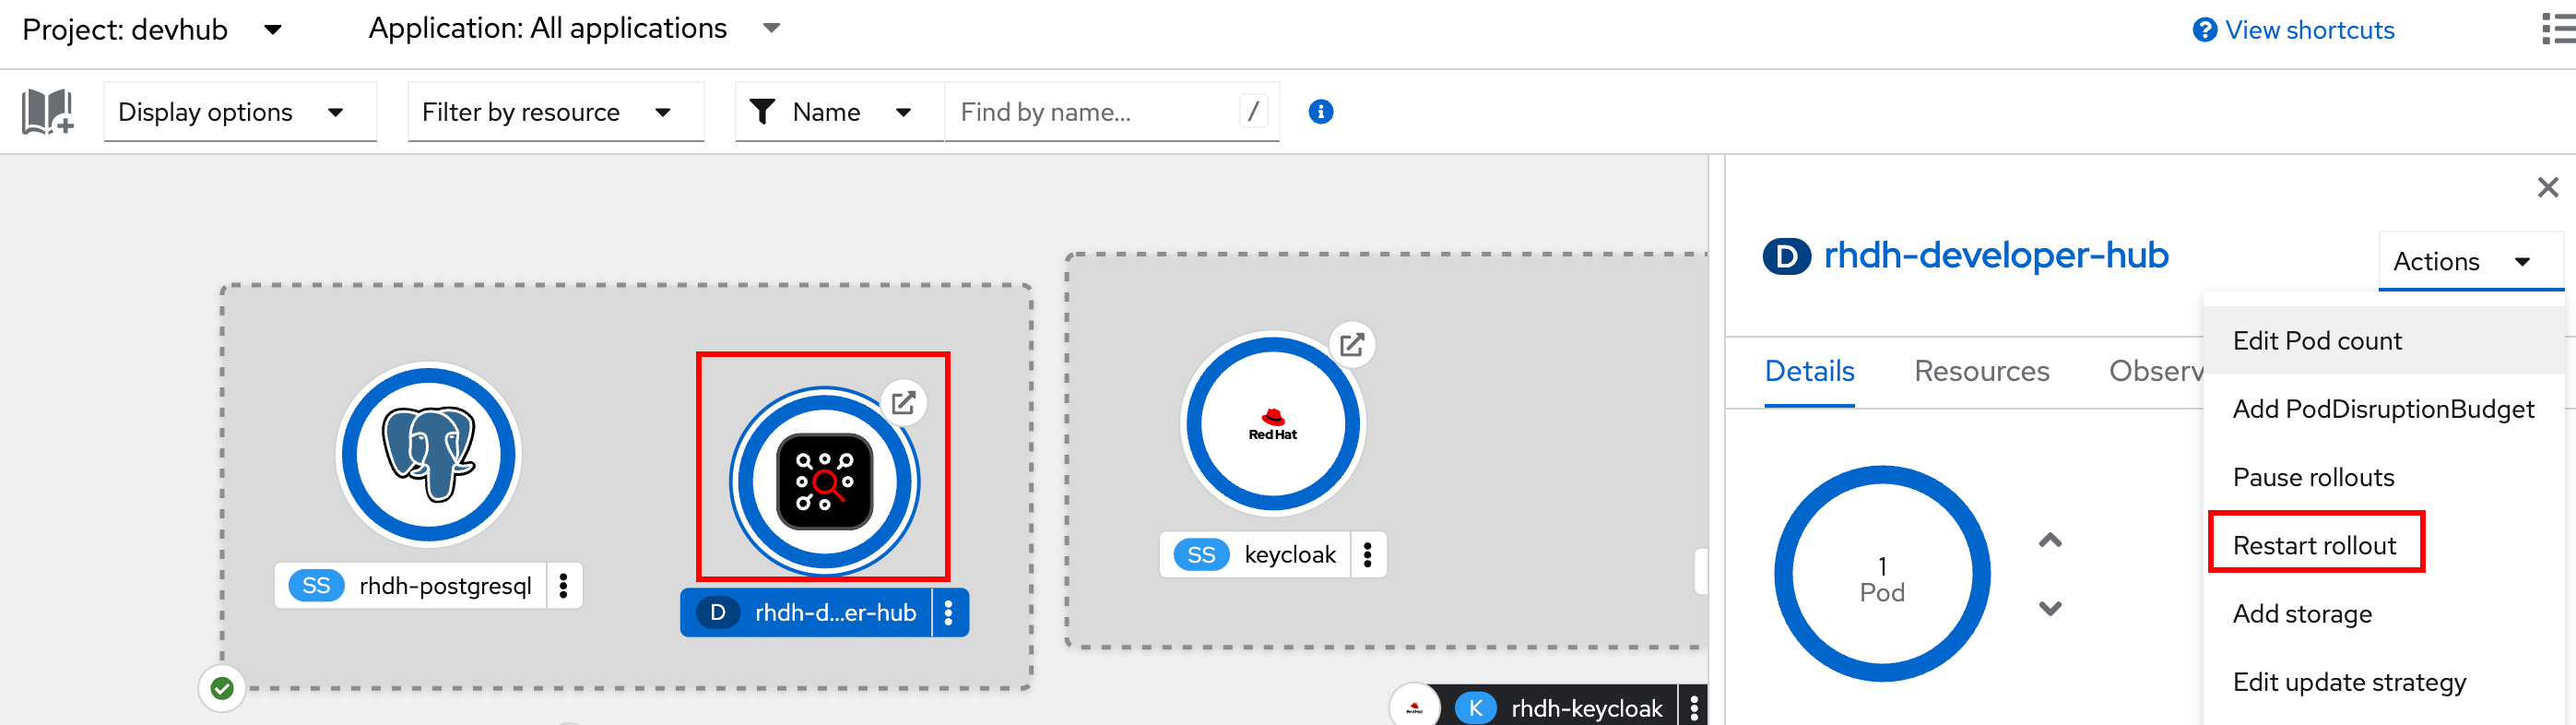 Project: devhub
Application: All applications
View shortcuts
Display options
Filter by resource
Name
Find by name...
/
rhdh-developer-hub
Actions
Edit Pod count
Details
Resources
Observ
Add PodDisruptionBudget
Red Hat
Pause rollouts
Restart rollout
SS keycloak
1
Pod
SS rhdh-postgresql
D rhdh-d...er-hub
Add storage
Edit update strategy
K rhdh-keycloak